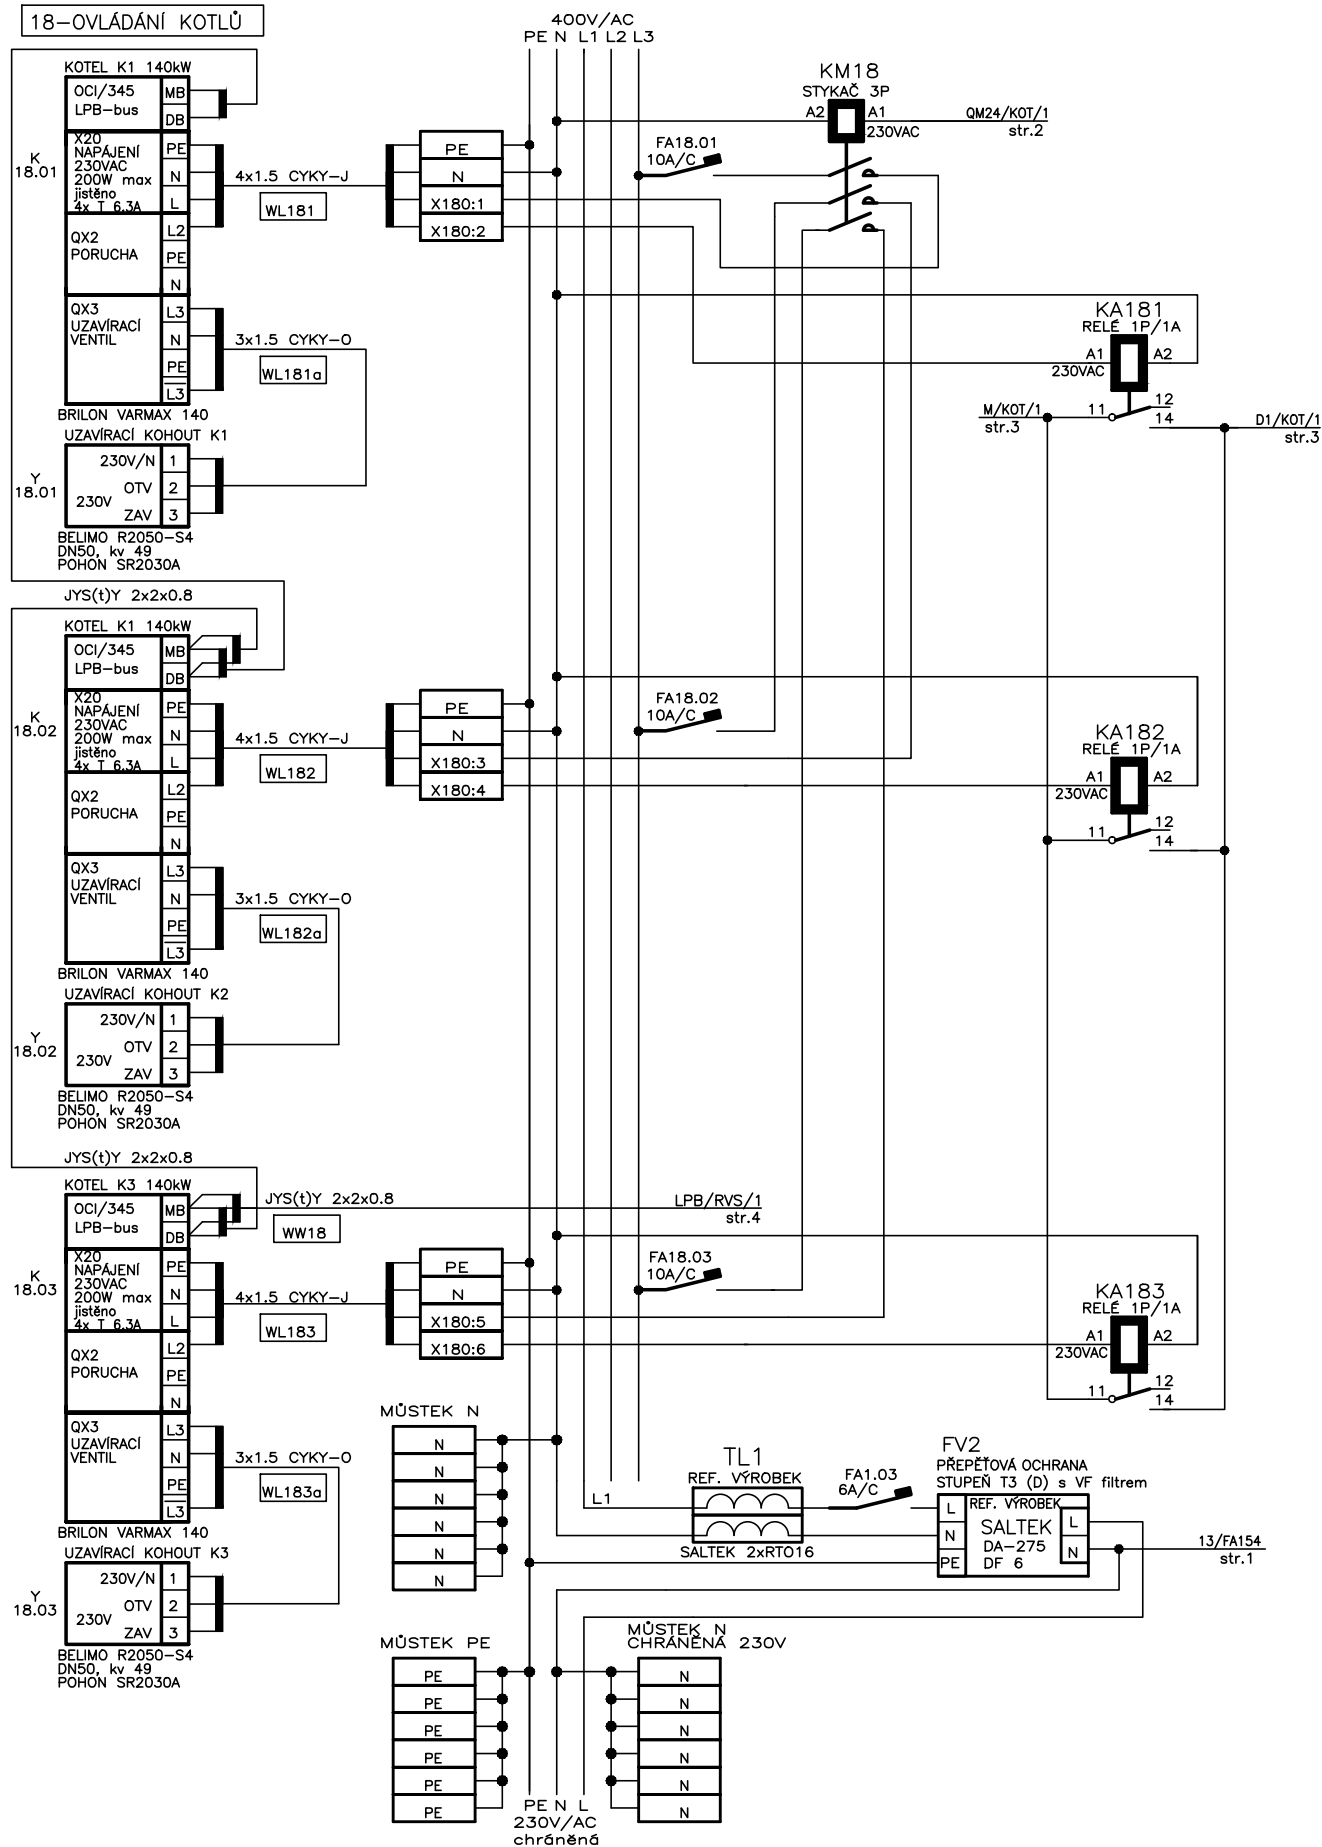 18-OVLÁDÁNÍ KOTLŮ
400V/AC
PE N L1 L2 L3
KOTEL K1 140kW
OCI/345
LPB-bus
MB
DB
K
18.01
X20
NAPÁJENÍ
230VAC
200W max
jistěno
4x T 6.3A
PE
N
L
4x1.5 CYKY-J
WL181
QX2
PORUCHA
L2
PE
N
QX3
UZAVÍRACÍ
VENTIL
L3
N
PE
L3
3x1.5 CYKY-O
WL181a
BRILON VARMAX 140
UZAVÍRACÍ KOHOUT K1
Y
18.01
230V/N 1
OTV 2
230V
ZAV 3
BELIMO R2050-S4
DN50, kv 49
POHON SR2030A
PE
N
X180:1
X180:2
KM18
STYKAČ 3P
A2
A1
230VAC
QM24/KOT/1
str.2
FA18.01
10A/C
KA181
RELÉ 1P/1A
A1
A2
230VAC
M/KOT/1
str.3
11
12
14
D1/KOT/1
str.3
JYS(t)Y 2x2x0.8
KOTEL K1 140kW
OCI/345
LPB-bus
MB
DB
K
18.02
X20
NAPÁJENÍ
230VAC
200W max
jistěno
4x T 6.3A
PE
N
L
4x1.5 CYKY-J
WL182
QX2
PORUCHA
L2
PE
N
QX3
UZAVÍRACÍ
VENTIL
L3
N
PE
L3
3x1.5 CYKY-O
WL182a
BRILON VARMAX 140
UZAVÍRACÍ KOHOUT K2
Y
18.02
230V/N 1
OTV 2
230V
ZAV 3
BELIMO R2050-S4
DN50, kv 49
POHON SR2030A
PE
N
X180:3
X180:4
FA18.02
10A/C
KA182
RELÉ 1P/1A
A1
A2
230VAC
11
12
14
JYS(t)Y 2x2x0.8
KOTEL K3 140kW
OCI/345
LPB-bus
MB
DB
JYS(t)Y 2x2x0.8
WW18
LPB/RVS/1
str.4
K
18.03
X20
NAPÁJENÍ
230VAC
200W max
jistěno
4x T 6.3A
PE
N
L
4x1.5 CYKY-J
WL183
QX2
PORUCHA
L2
PE
N
QX3
UZAVÍRACÍ
VENTIL
L3
N
PE
L3
3x1.5 CYKY-O
WL183a
BRILON VARMAX 140
UZAVÍRACÍ KOHOUT K3
Y
18.03
230V/N 1
OTV 2
230V
ZAV 3
BELIMO R2050-S4
DN50, kv 49
POHON SR2030A
PE
N
X180:5
X180:6
FA18.03
10A/C
KA183
RELÉ 1P/1A
A1
A2
230VAC
11
12
14
MŮSTEK N
N
N
N
N
N
N
L1
TL1
REF. VÝROBEK
SALTEK 2xRTO16
FA1.03
6A/C
FV2
PŘEPĚŤOVÁ OCHRANA
STUPEŇ T3 (D) s VF filtrem
L
N
PE
REF. VÝROBEK
SALTEK
DA-275
DF 6
L
N
13/FA154
str.1
MŮSTEK PE
PE
PE
PE
PE
PE
PE
MŮSTEK N
CHRÁNĚNÁ 230V
N
N
N
N
N
N
PE N L
230V/AC
chráněná